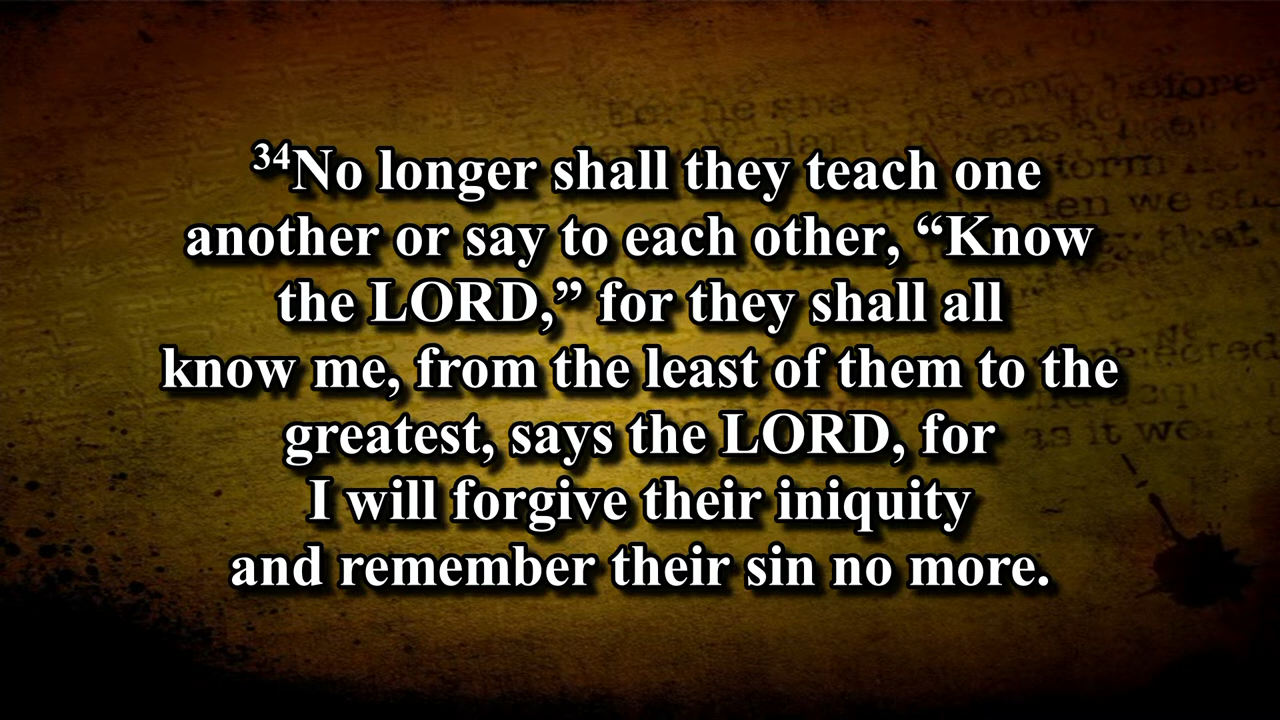 ³⁴No longer shall they teach one
another or say to each other, “Know
the LORD,” for they shall all
know me, from the least of them to the
greatest, says the LORD, for
I will forgive their iniquity
and remember their sin no more.